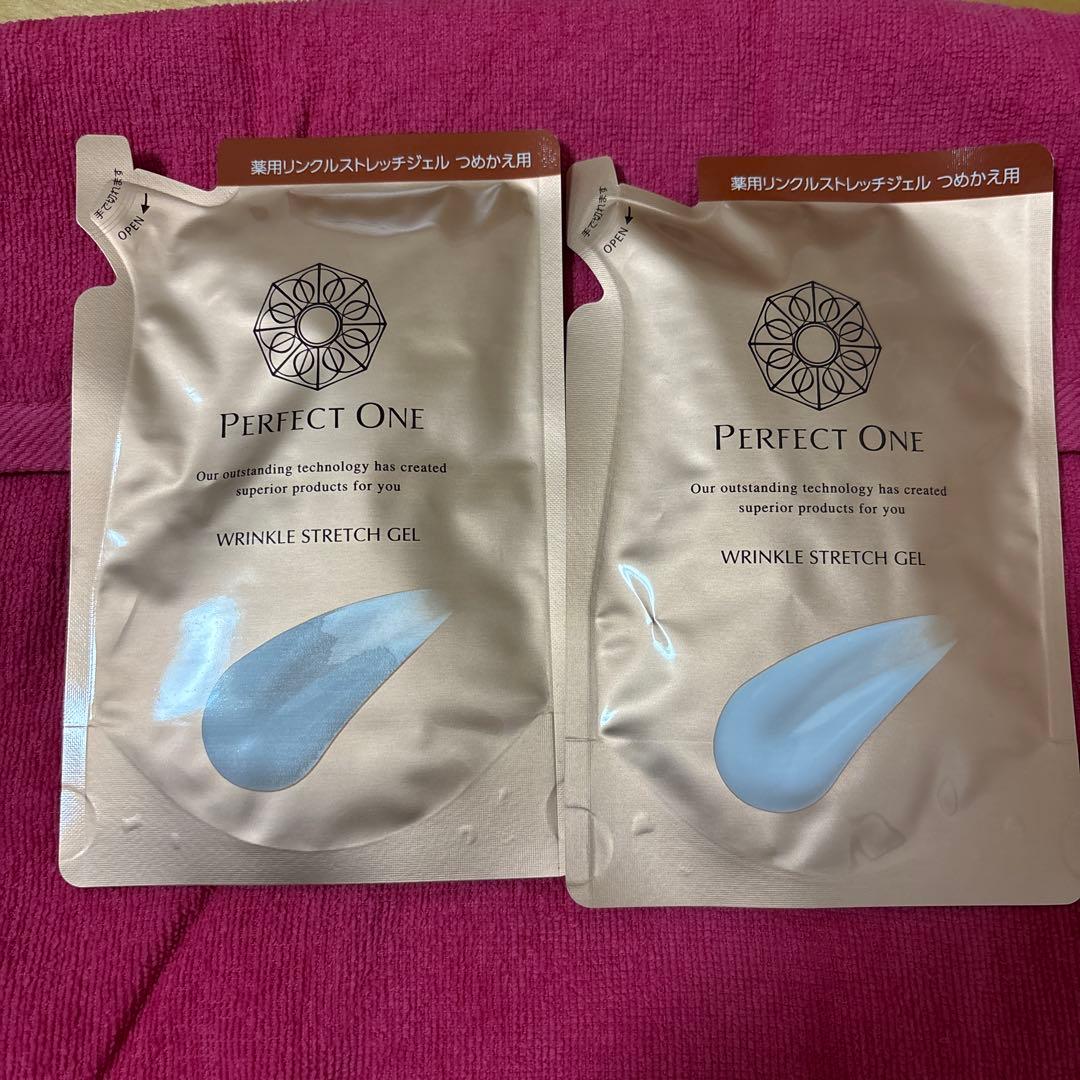 薬用リンクルストレッチジェル つめかえ用
手で切れます
OPEN
PERFECT ONE
Our outstanding technology has created
superior products for you
WRINKLE STRETCH GEL
薬用リンクルストレッチジェル つめかえ用
手で切れます
OPEN
PERFECT ONE
Our outstanding technology has created
superior products for you
WRINKLE STRETCH GEL